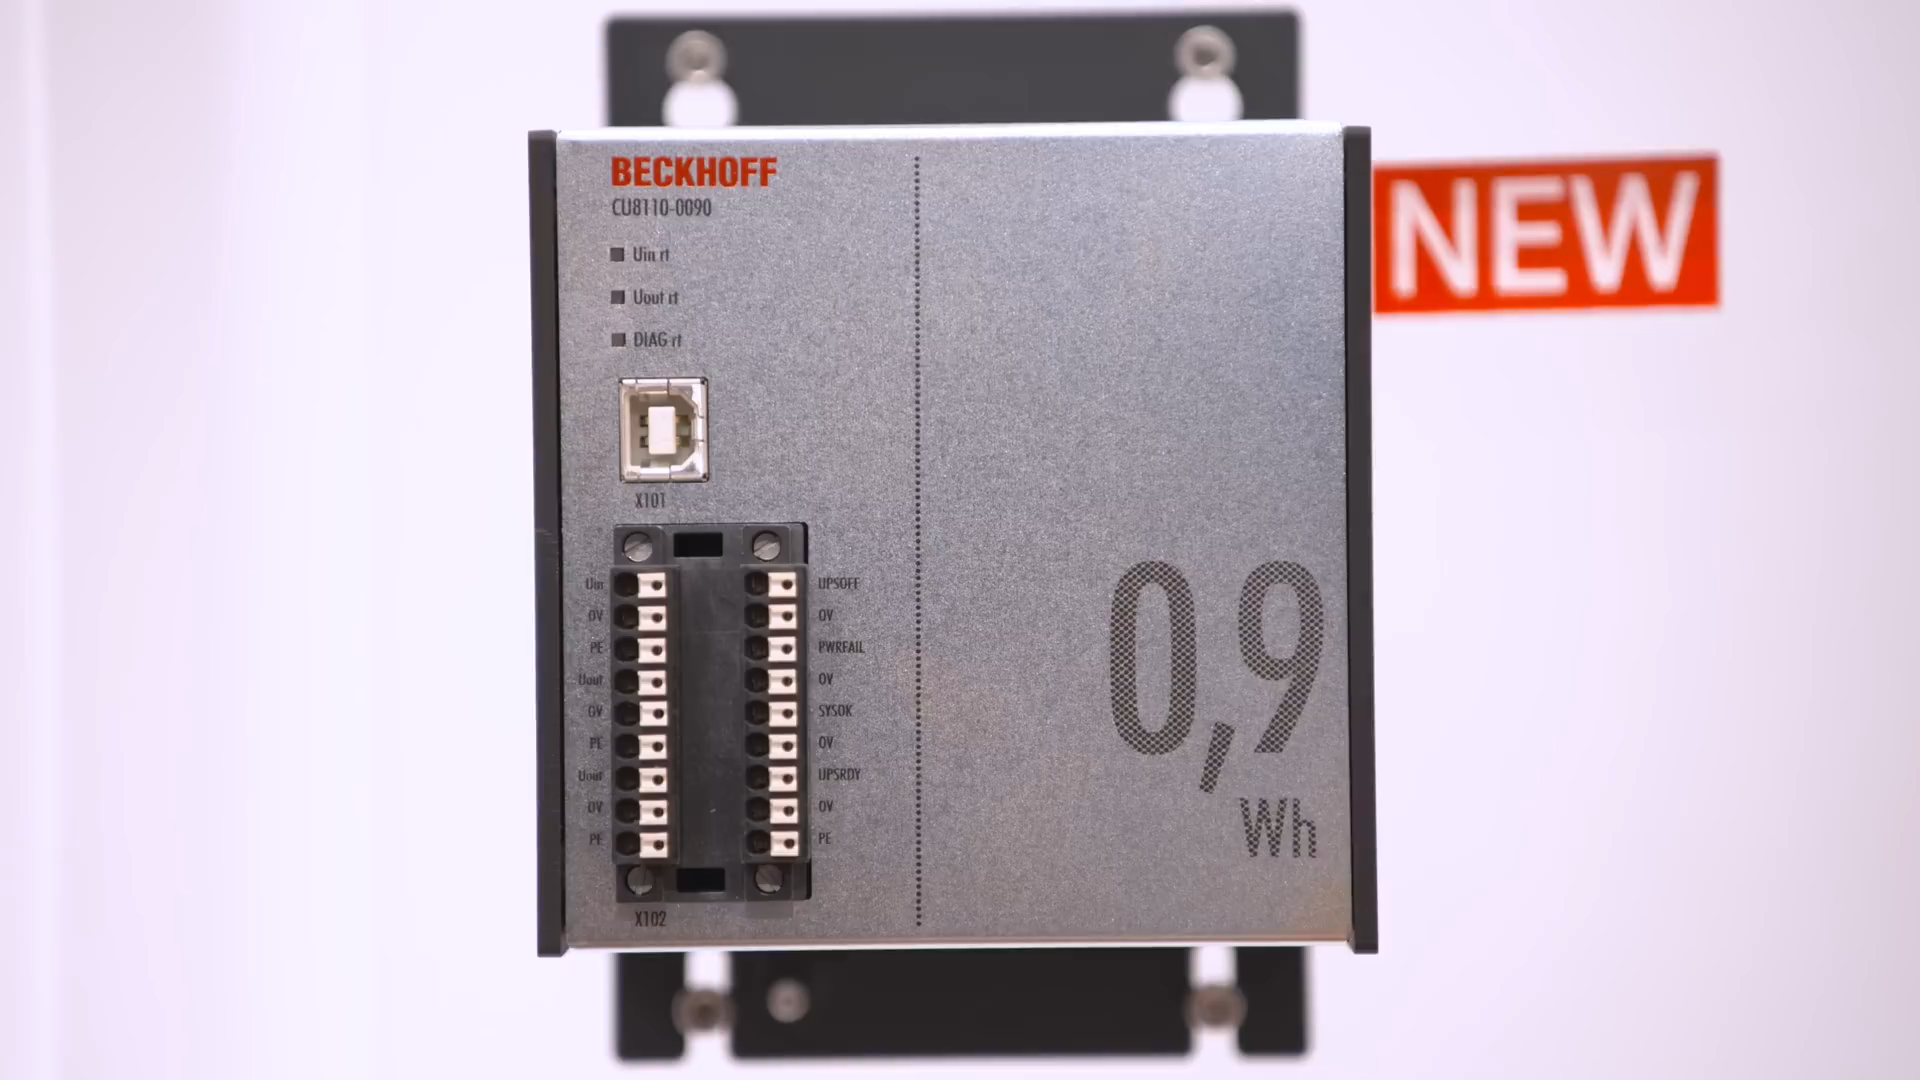 BECKHOFF
CU8110-0090
Uin rt
Uout rt
DIAG rt
NEW
X101
Uin
0V
PE
Uout
0V
PE
Uout
0V
PE
UPSOFF
0V
PWRFAIL
0V
SYSOK
0V
UPSRDY
0V
PE
X102
0,9
Wh